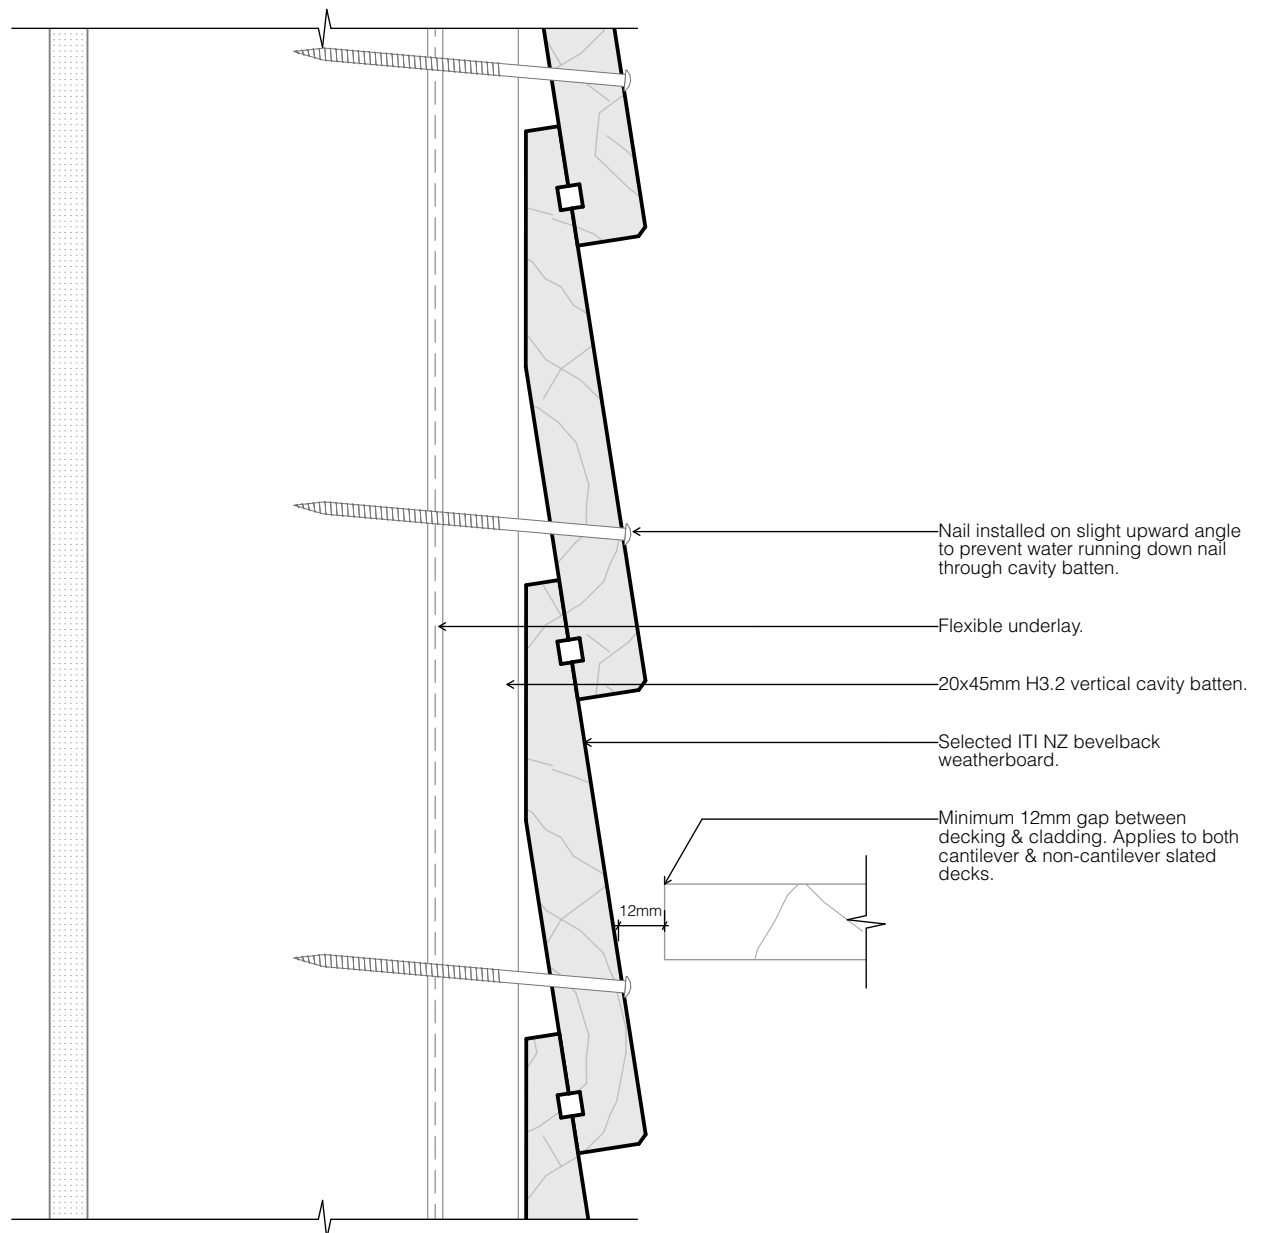 Nail installed on slight upward angle
to prevent water running down nail
through cavity batten.
Flexible underlay.
20x45mm H3.2 vertical cavity batten.
Selected ITI NZ bevelback
weatherboard.
Minimum 12mm gap between
decking & cladding. Applies to both
cantilever & non-cantilever slated
decks.
12mm